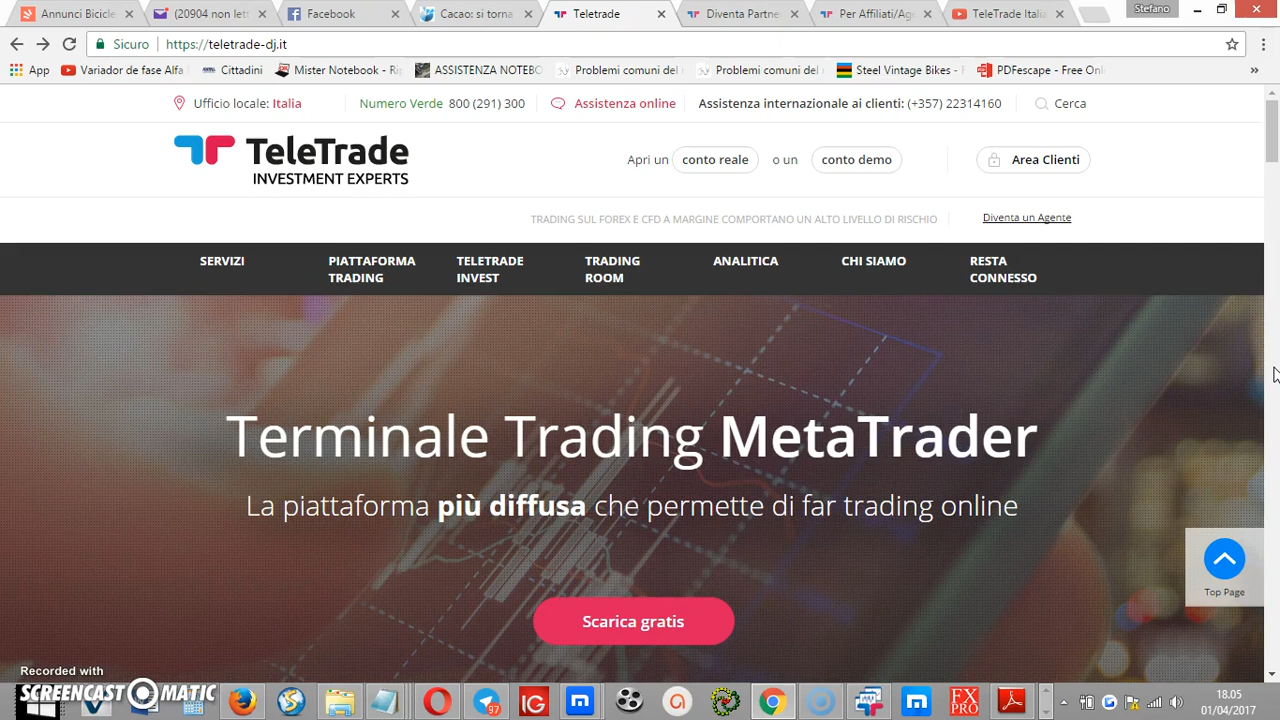 Annunci Bicicle
(20904 non lett
Facebook
Cacao: si torna
Teletrade
Diventa Partne
Per Affiliati/Age
TeleTrade Italia
Stefano
Sicuro
https://teletrade-dj.it
App
Variador de fase Alfa
Cittadini
Mister Notebook - Ri
ASSISTENZA NOTEBO
Problemi comuni del
Problemi comuni del
Steel Vintage Bikes -
PDFescape - Free Onl
»
Ufficio locale: Italia
Numero Verde 800 (291) 300
Assistenza online
Assistenza internazionale ai clienti: (+357) 22314160
Cerca
TeleTrade
INVESTMENT EXPERTS
Apri un conto reale o un conto demo
Area Clienti
TRADING SUL FOREX E CFD A MARGINE COMPORTANO UN ALTO LIVELLO DI RISCHIO
Diventa un Agente
SERVIZI
PIATTAFORMA
TRADING
TELETRADE
INVEST
TRADING
ROOM
ANALITICA
CHI SIAMO
RESTA
CONNESSO
Terminale Trading MetaTrader
La piattaforma più diffusa che permette di far trading online
Scarica gratis
Top Page
Recorded with
SCREENCAST MATIC
97
IG
FX
PRO
18.05
01/04/2017